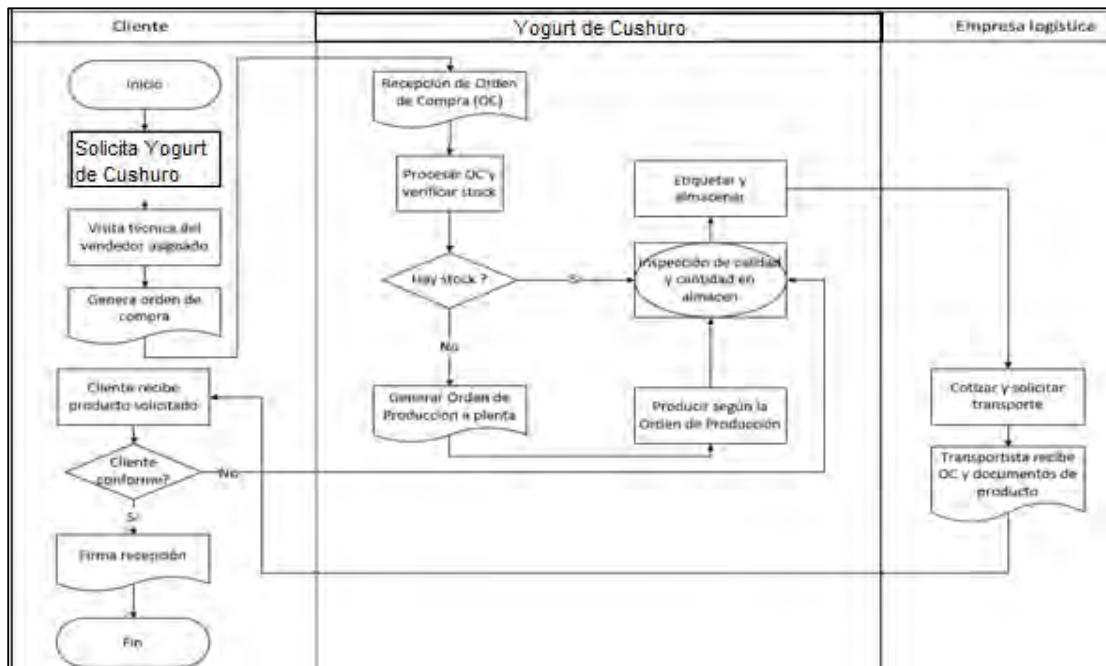 Cliente
Yogurt de Cushuro
Empresa logística
Inicio
Solicita Yogurt
de Cushuro
Visita técnica del
vendedor asignado
Genera orden de
compra
Cliente recibe
producto solicitado
Cliente
conforme?
No
Si
Firma recepción
Fin
Recepción de Orden
de Compra (OC)
Procesar OC y
verificar stock
Hay stock ?
Si
No
Generar Orden de
Producción a planta
Etiquetar y
almacenar
Inspección de calidad
y cantidad en
almacen
Producir según la
Orden de Producción
Cotizar y solicitar
transporte
Transportista recibe
OC y documentos de
producto